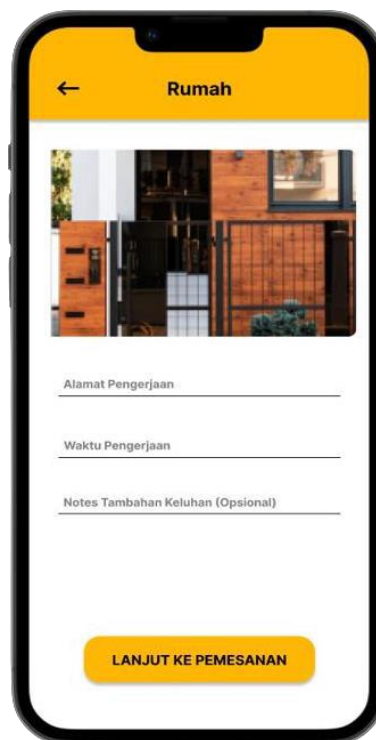 Rumah
Alamat Pengerjaan
Waktu Pengerjaan
Notes Tambahan Keluhan (Opsional)
LANJUT KE PEMESANAN